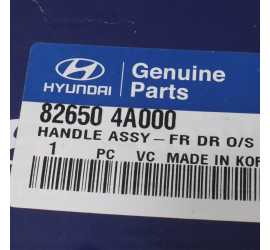 HYUNDAI
Genuine
Parts
82650 4A000
HANDLE ASSY-FR DR O/S
1 PC VC MADE IN KOR